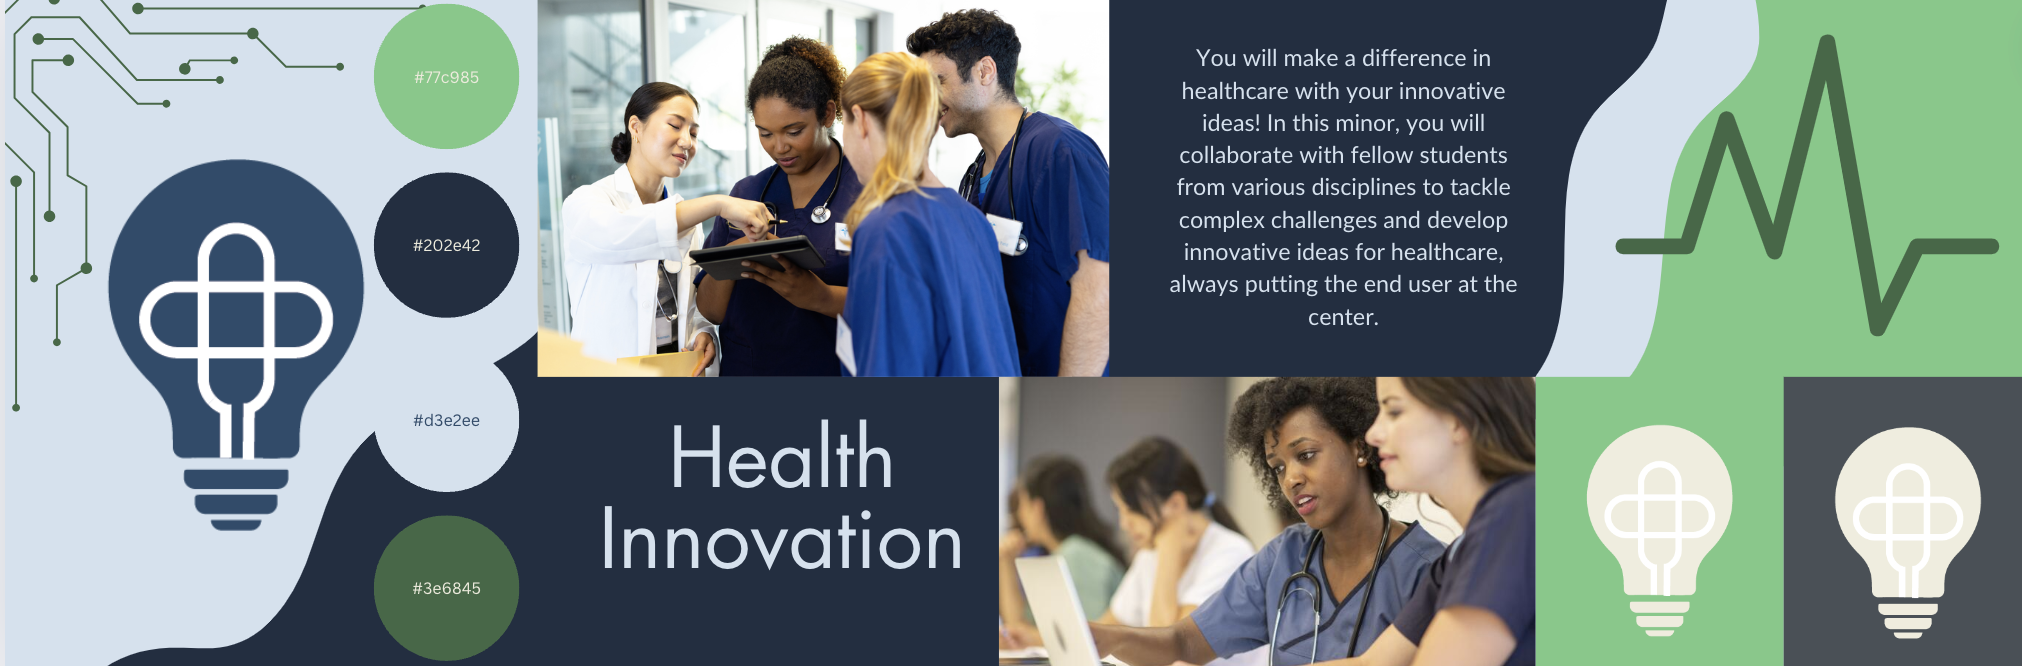 #77c985
#202e42
#d3e2ee
#3e6845
Health
Innovation
You will make a difference in
healthcare with your innovative
ideas! In this minor, you will
collaborate with fellow students
from various disciplines to tackle
complex challenges and develop
innovative ideas for healthcare,
always putting the end user at the
center.